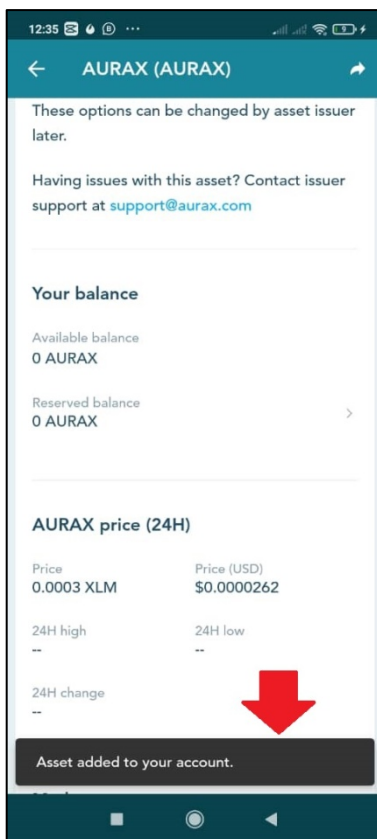 12:35
AURAX (AURAX)
These options can be changed by asset issuer
later.
Having issues with this asset? Contact issuer
support at support@aurax.com
Your balance
Available balance
0 AURAX
Reserved balance
0 AURAX
AURAX price (24H)
Price
Price (USD)
0.0003 XLM
$0.0000262
24H high
24H low
--
--
24H change
--
Asset added to your account.